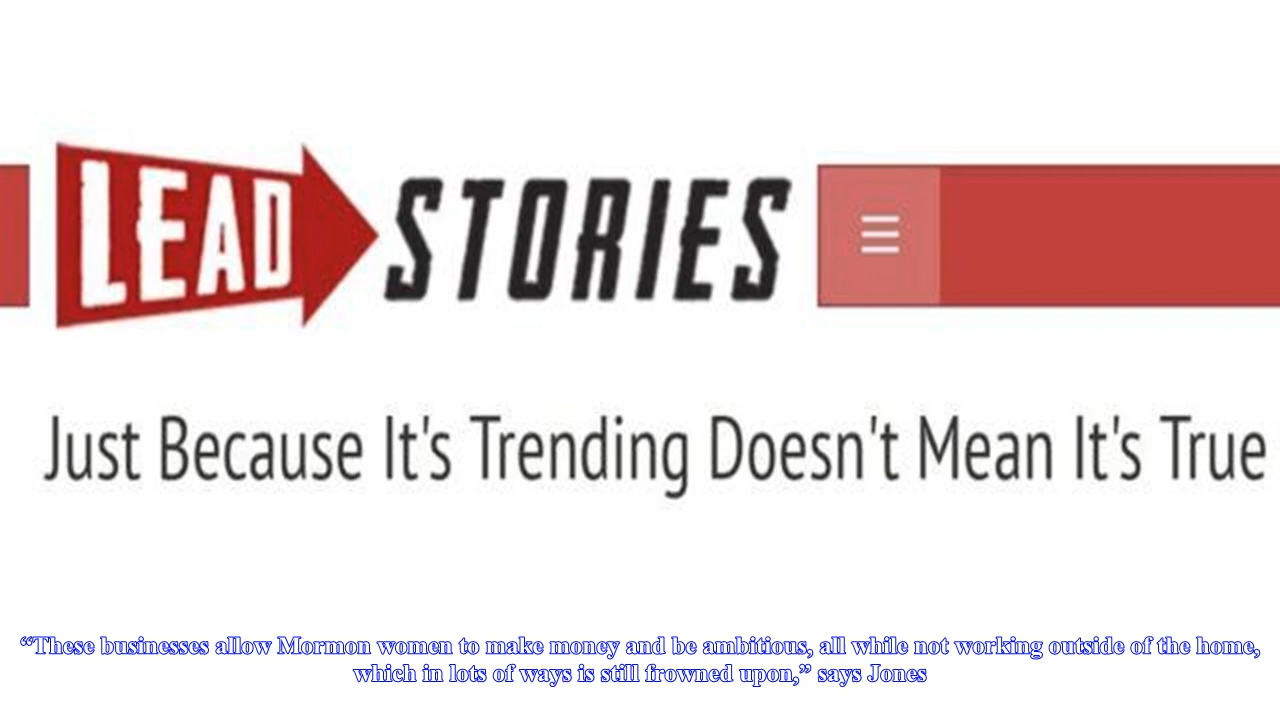 LEAD STORIES
Just Because It's Trending Doesn't Mean It's True
“These businesses allow Mormon women to make money and be ambitious, all while not working outside of the home,
which in lots of ways is still frowned upon,” says Jones